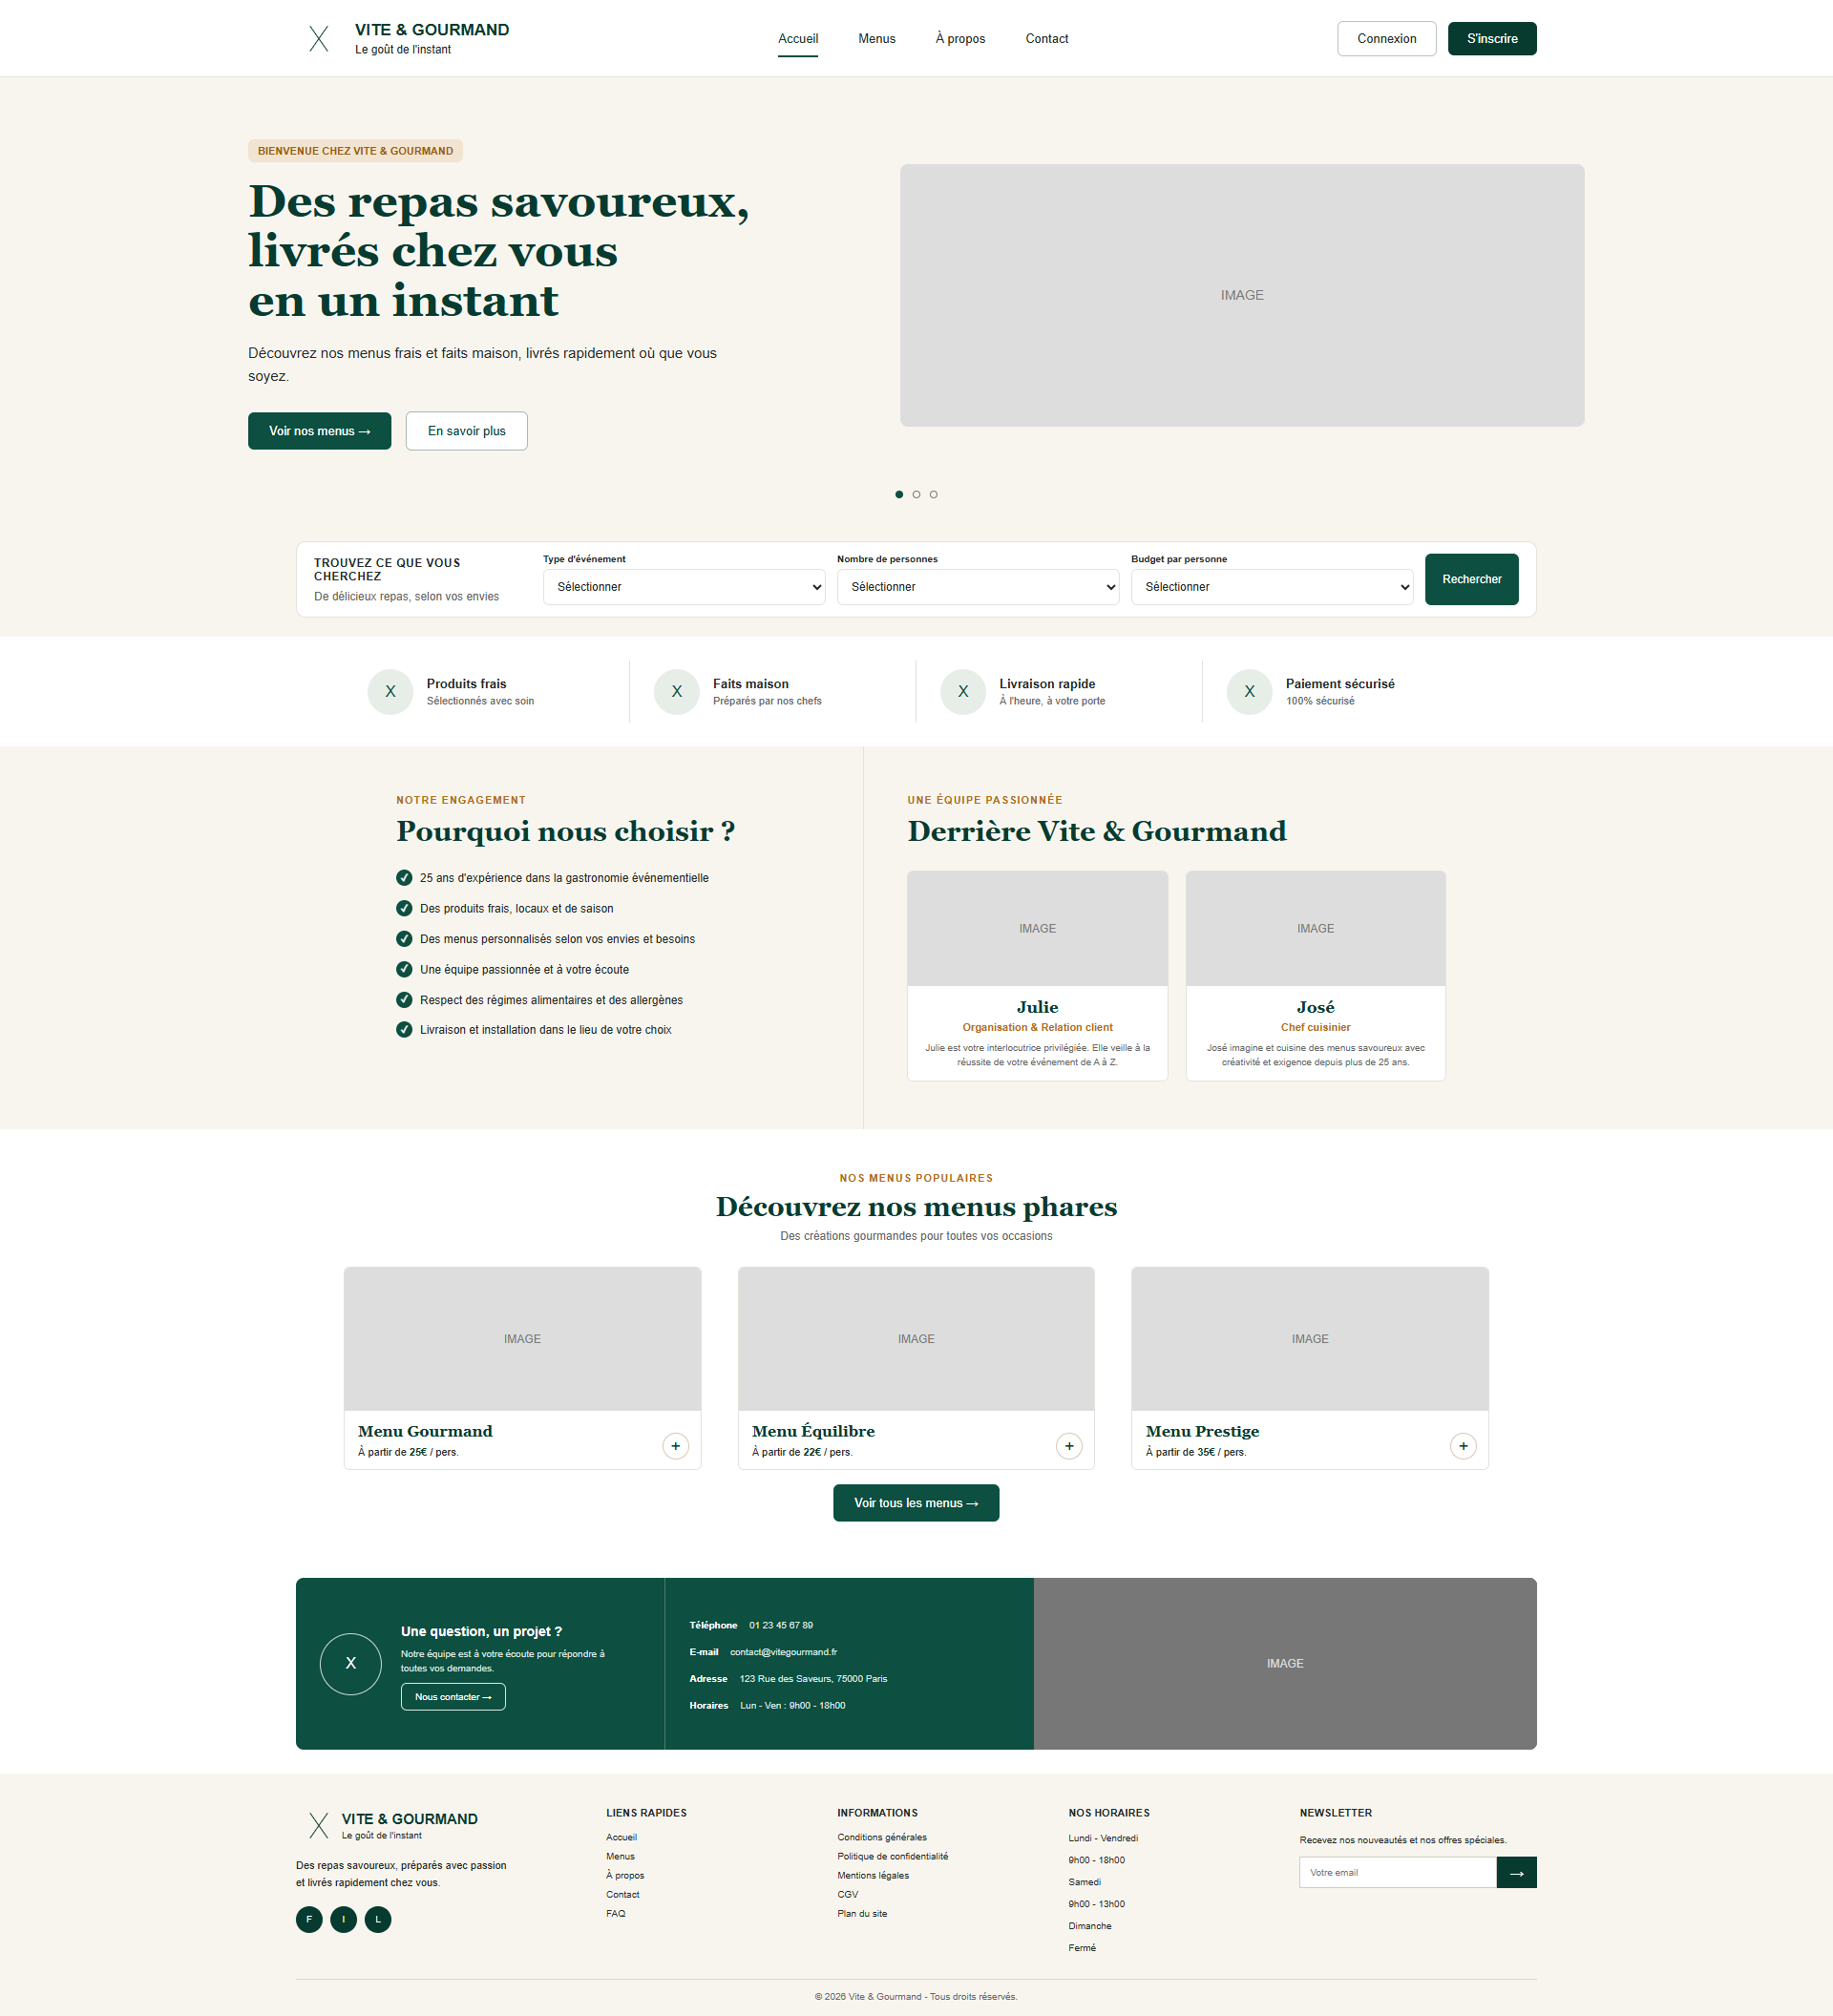 VITE & GOURMAND
Le goût de l'instant
Accueil
Menus
À propos
Contact
Connexion
S'inscrire
BIENVENUE CHEZ VITE & GOURMAND
Des repas savoureux,
livrés chez vous
en un instant
Découvrez nos menus frais et faits maison, livrés rapidement où que vous
soyez.
Voir nos menus →
En savoir plus
IMAGE
TROUVEZ CE QUE VOUS
CHERCHEZ
De délicieux repas, selon vos envies
Type d'événement
Sélectionner
Nombre de personnes
Sélectionner
Budget par personne
Sélectionner
Rechercher
X
Produits frais
Sélectionnés avec soin
X
Faits maison
Préparés par nos chefs
X
Livraison rapide
À l'heure, à votre porte
X
Paiement sécurisé
100% sécurisé
NOTRE ENGAGEMENT
Pourquoi nous choisir ?
25 ans d'expérience dans la gastronomie événementielle
Des produits frais, locaux et de saison
Des menus personnalisés selon vos envies et besoins
Une équipe passionnée et à votre écoute
Respect des régimes alimentaires et des allergènes
Livraison et installation dans le lieu de votre choix
UNE ÉQUIPE PASSIONNÉE
Derrière Vite & Gourmand
IMAGE
Julie
Organisation & Relation client
Julie est votre interlocutrice privilégiée. Elle veille à la
réussite de votre événement de A à Z.
IMAGE
José
Chef cuisinier
José imagine et cuisine des menus savoureux avec
créativité et exigence depuis plus de 25 ans.
NOS MENUS POPULAIRES
Découvrez nos menus phares
Des créations gourmandes pour toutes vos occasions
IMAGE
Menu Gourmand
À partir de 25€ / pers.
+
IMAGE
Menu Équilibre
À partir de 22€ / pers.
+
IMAGE
Menu Prestige
À partir de 35€ / pers.
+
Voir tous les menus →
X
Une question, un projet ?
Notre équipe est à votre écoute pour répondre à
toutes vos demandes.
Nous contacter →
Téléphone 01 23 45 67 89
E-mail contact@vitegourmand.fr
Adresse 123 Rue des Saveurs, 75000 Paris
Horaires Lun - Ven : 9h00 - 18h00
IMAGE
VITE & GOURMAND
Le goût de l'instant
Des repas savoureux, préparés avec passion
et livrés rapidement chez vous.
F
I
L
LIENS RAPIDES
Accueil
Menus
À propos
Contact
FAQ
INFORMATIONS
Conditions générales
Politique de confidentialité
Mentions légales
CGV
Plan du site
NOS HORAIRES
Lundi - Vendredi
9h00 - 18h00
Samedi
9h00 - 13h00
Dimanche
Fermé
NEWSLETTER
Recevez nos nouveautés et nos offres spéciales.
Votre email
→
© 2026 Vite & Gourmand - Tous droits réservés.